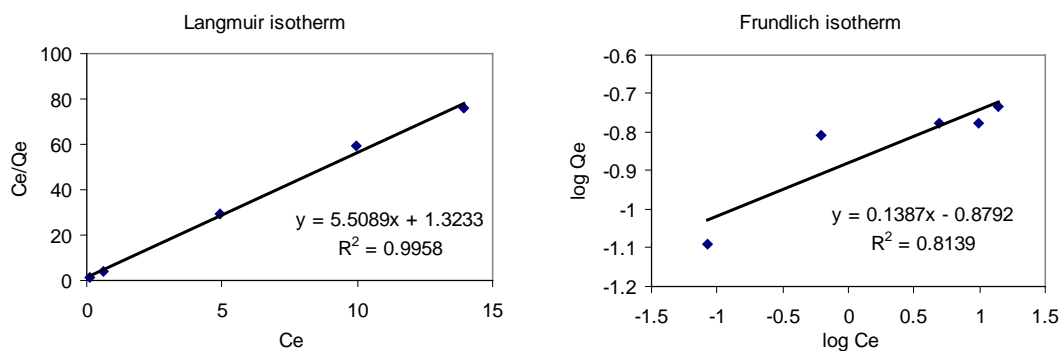 Langmuir isotherm
100
80
60
40
20
0
Ce/Qe
y = 5.5089x + 1.3233
R² = 0.9958
0 5 10 15
Ce
Frundlich isotherm
-0.6
-0.7
-0.8
-0.9
-1
-1.1
-1.2
log Qe
y = 0.1387x - 0.8792
R² = 0.8139
-1.5 -1 -0.5 0 0.5 1 1.5
log Ce